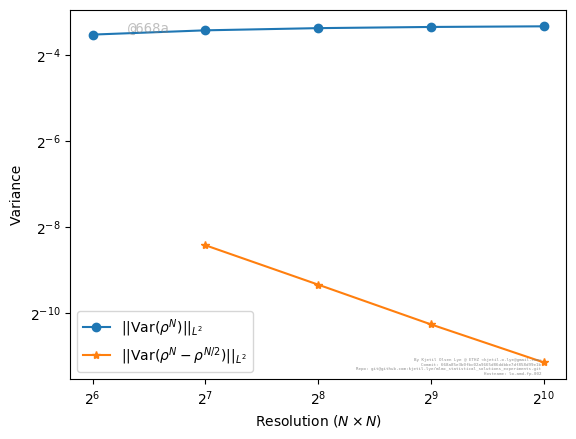 @668a
2^{-4}
2^{-6}
2^{-8}
2^{-10}
Variance
||Var(ρ^N)||_{L^2}
||Var(ρ^N − ρ^{N/2})||_{L^2}
2^6 2^7 2^8 2^9 2^{10}
Resolution (N × N)